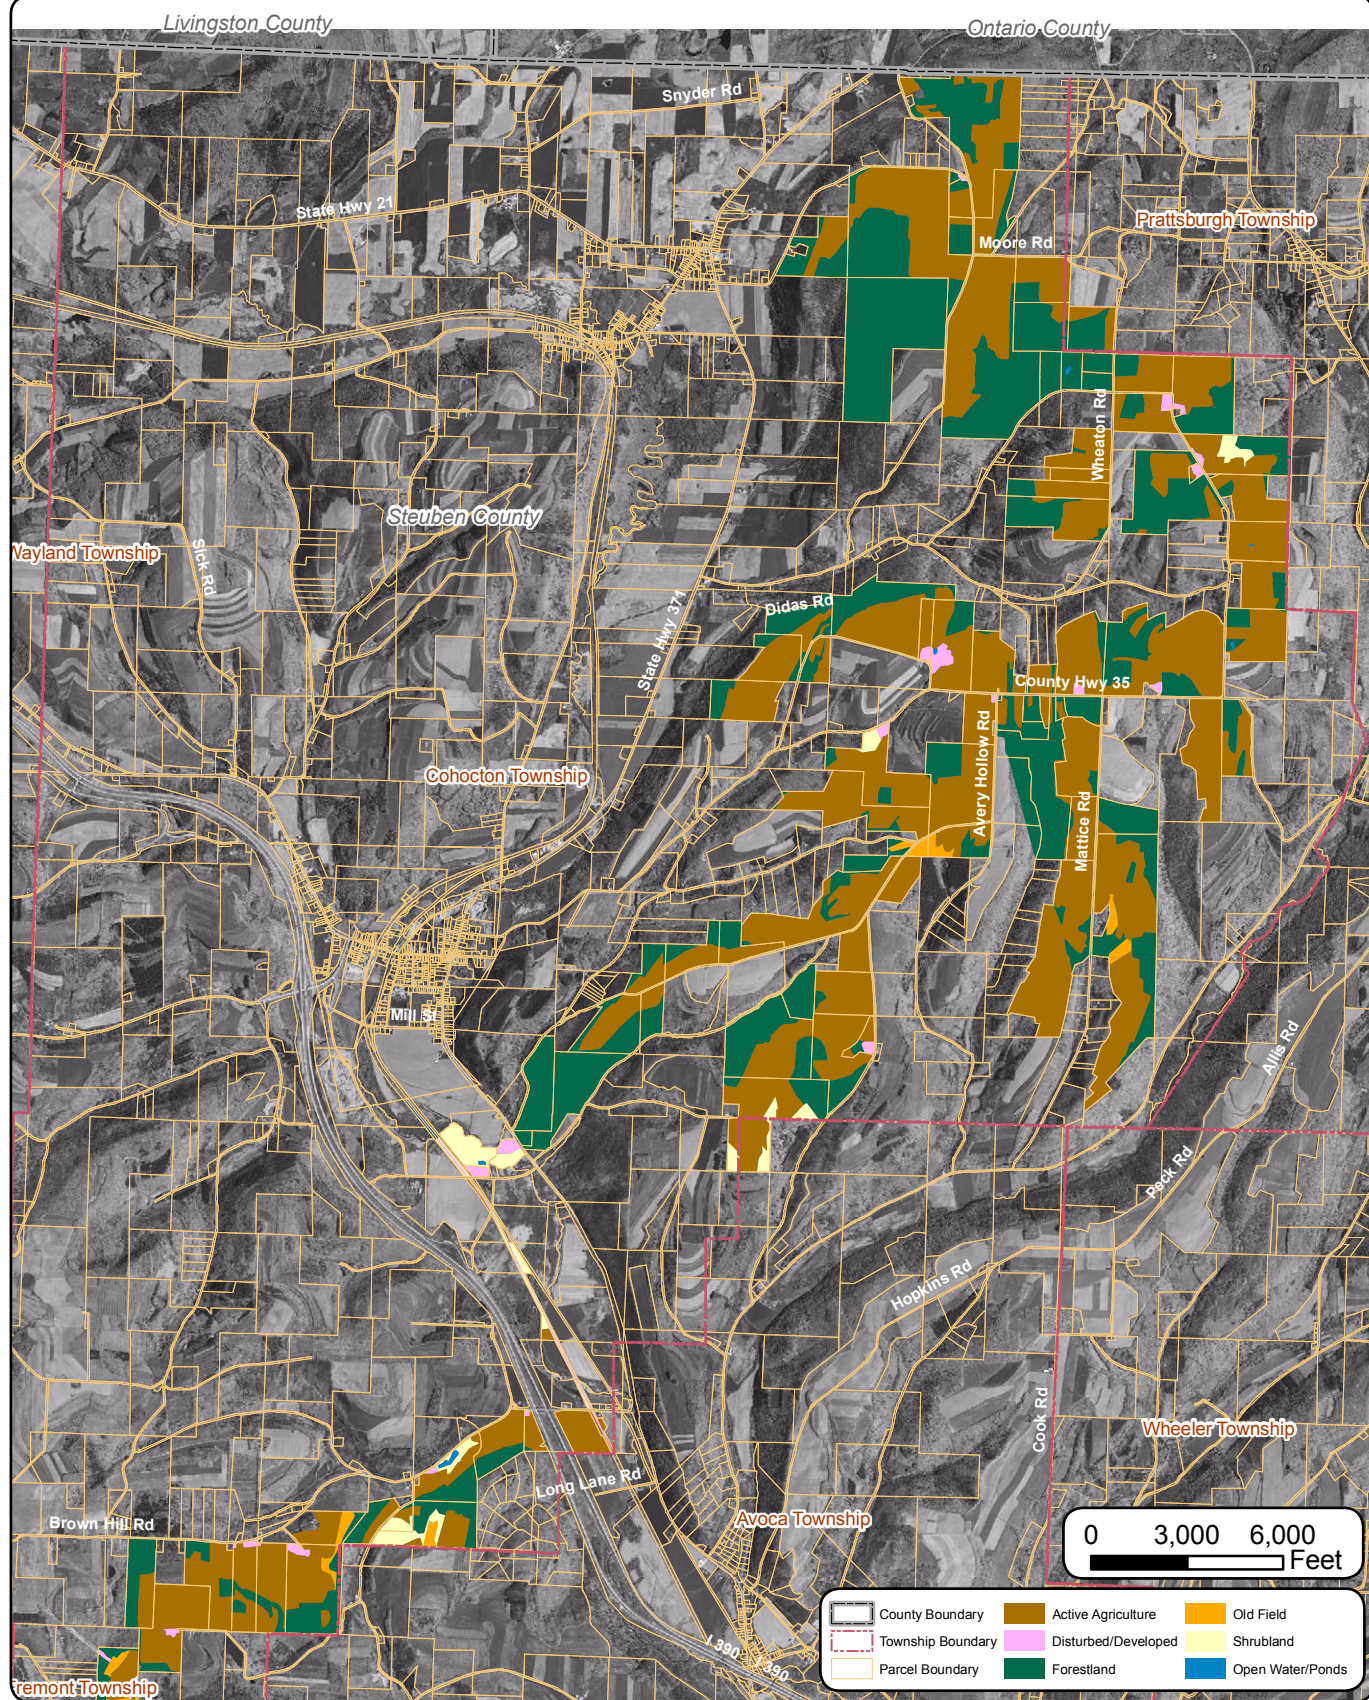 Livingston County
Ontario County
Snyder Rd
State Hwy 21
Prattsburgh Township
Moore Rd
Wheaton Rd
Steuben County
Wayland Township
Sick Rd
Didas Rd
State Hwy 371
County Hwy 35
Avery Hollow Rd
Cohocton Township
Mattice Rd
Mill St
Allis Rd
Peck Rd
Hopkins Rd
Cook Rd
Wheeler Township
Long Lane Rd
Avoca Township
Brown Hill Rd
0 3,000 6,000
Feet
County Boundary
Active Agriculture
Old Field
Township Boundary
Disturbed/Developed
Shrubland
Parcel Boundary
Forestland
Open Water/Ponds
I 390
I 390
remont Township